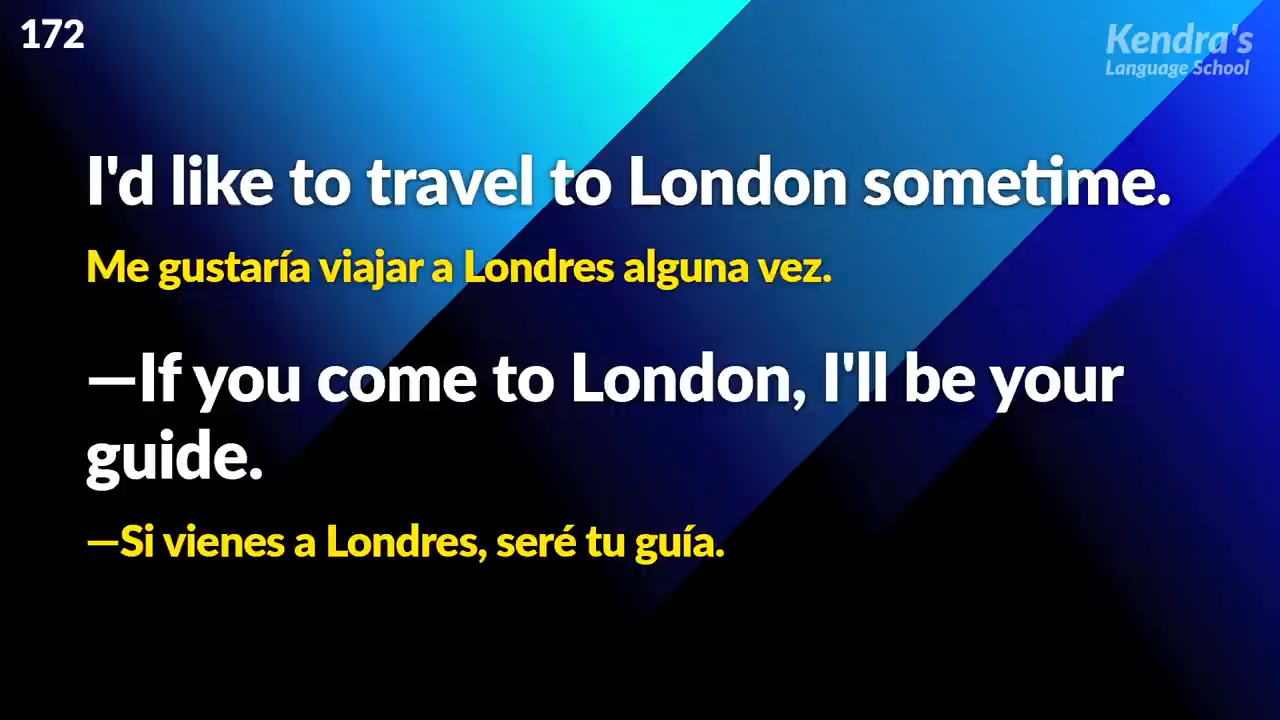 172
Kendra's
Language School
I'd like to travel to London sometime.
Me gustaría viajar a Londres alguna vez.
—If you come to London, I'll be your
guide.
—Si vienes a Londres, seré tu guía.